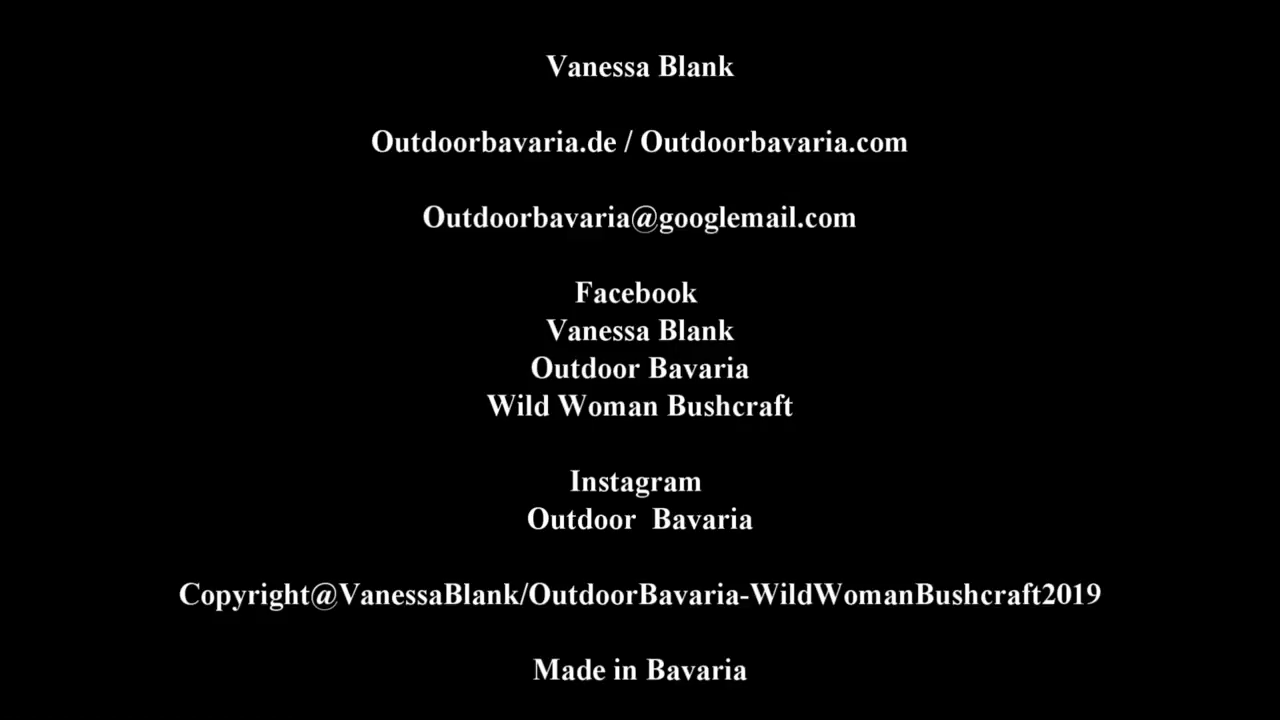 Vanessa Blank
Outdoorbavaria.de / Outdoorbavaria.com
Outdoorbavaria@googlemail.com
Facebook
Vanessa Blank
Outdoor Bavaria
Wild Woman Bushcraft
Instagram
Outdoor  Bavaria
Copyright@VanessaBlank/OutdoorBavaria-WildWomanBushcraft2019
Made in Bavaria